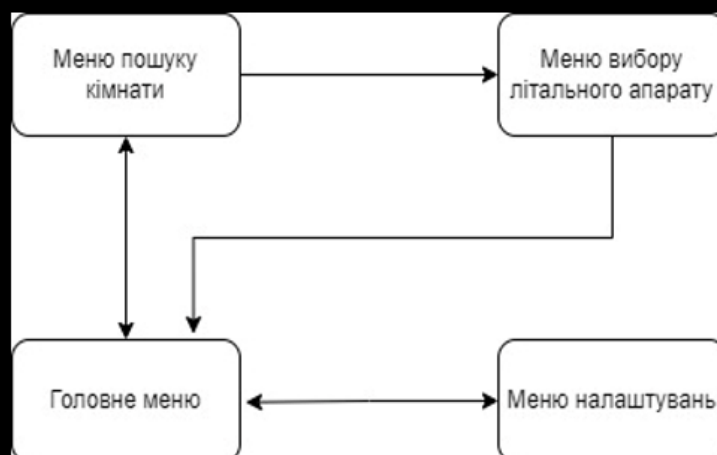 Меню пошуку
кімнати
Меню вибору
літального апарату
Головне меню
Меню налаштувань